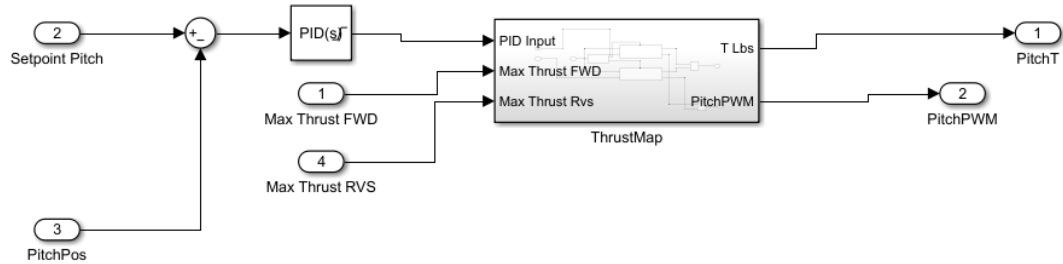 2
Setpoint Pitch
+
−
PID(s)
PID Input
Max Thrust FWD
Max Thrust Rvs
T Lbs
PitchPWM
ThrustMap
1
PitchT
2
PitchPWM
1
Max Thrust FWD
4
Max Thrust RVS
3
PitchPos